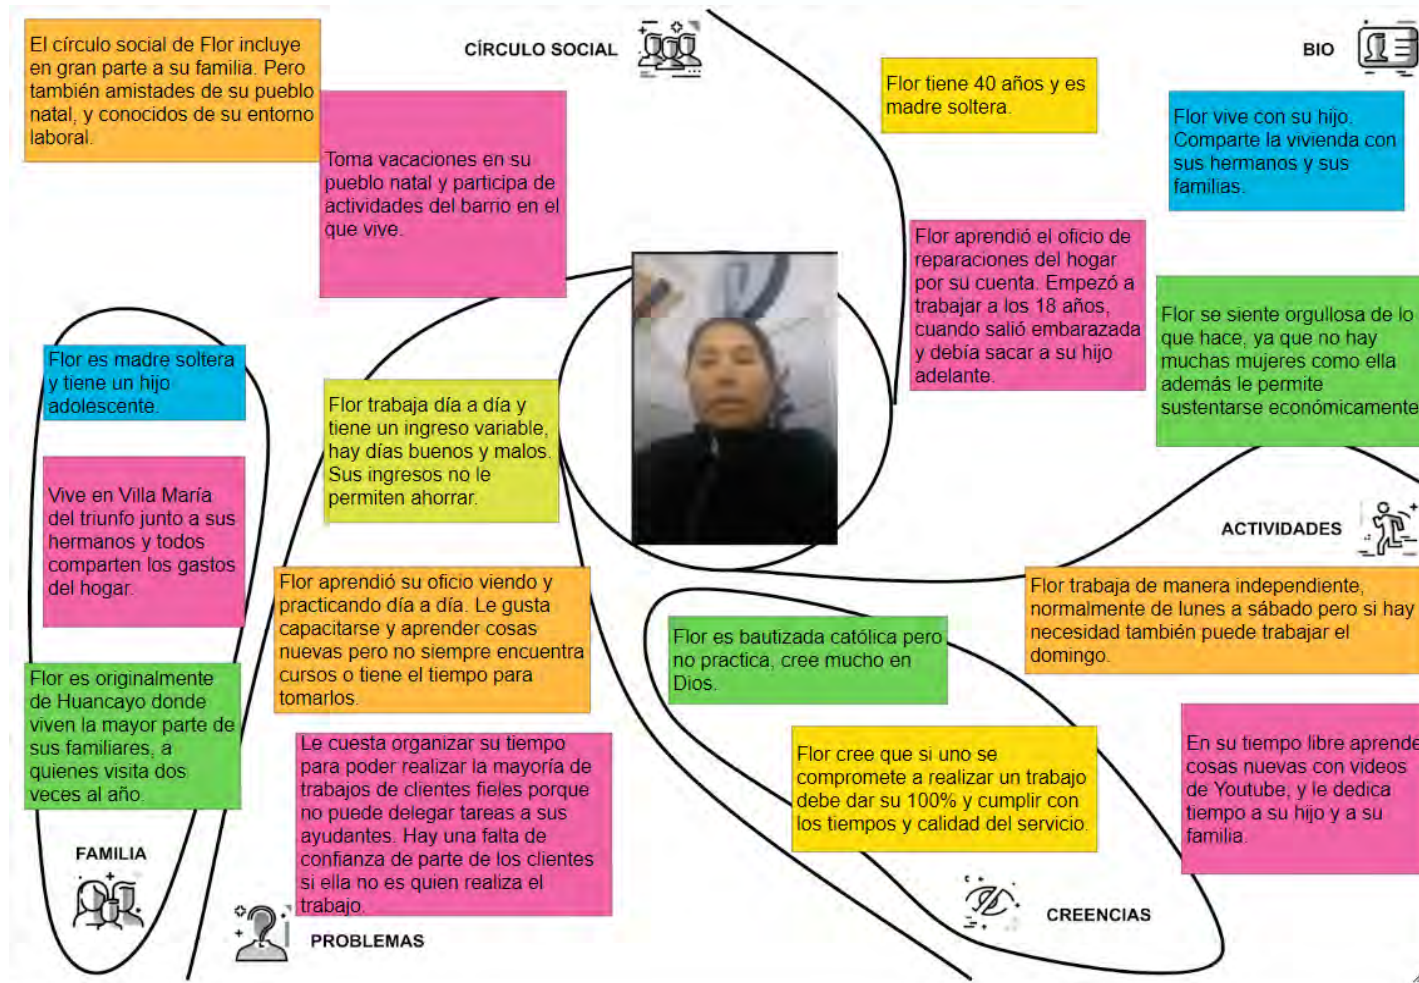 El círculo social de Flor incluye
en gran parte a su familia. Pero
también amistades de su pueblo
natal, y conocidos de su entorno
laboral.
CÍRCULO SOCIAL
Toma vacaciones en su
pueblo natal y participa de
actividades del barrio en el
que vive.
BIO
Flor tiene 40 años y es
madre soltera.
Flor vive con su hijo.
Comparte la vivienda con
sus hermanos y sus
familias.
Flor aprendió el oficio de
reparaciones del hogar
por su cuenta. Empezó a
trabajar a los 18 años,
cuando salió embarazada
y debía sacar a su hijo
adelante.
Flor se siente orgullosa de lo
que hace, ya que no hay
muchas mujeres como ella
además le permite
sustentarse económicamente
Flor es madre soltera
y tiene un hijo
adolescente.
Vive en Villa María
del triunfo junto a sus
hermanos y todos
comparten los gastos
del hogar.
Flor es originalmente
de Huancayo donde
viven la mayor parte de
sus familiares, a
quienes visita dos
veces al año.
FAMILIA
Flor trabaja día a día y
tiene un ingreso variable,
hay días buenos y malos.
Sus ingresos no le
permiten ahorrar.
Flor aprendió su oficio viendo y
practicando día a día. Le gusta
capacitarse y aprender cosas
nuevas pero no siempre encuentra
cursos o tiene el tiempo para
tomarlos.
Le cuesta organizar su tiempo
para poder realizar la mayoría de
trabajos de clientes fieles porque
no puede delegar tareas a sus
ayudantes. Hay una falta de
confianza de parte de los clientes
si ella no es quien realiza el
trabajo.
PROBLEMAS
Flor es bautizada católica pero
no practica, cree mucho en
Dios.
Flor cree que si uno se
compromete a realizar un trabajo
debe dar su 100% y cumplir con
los tiempos y calidad del servicio.
CREENCIAS
ACTIVIDADES
Flor trabaja de manera independiente,
normalmente de lunes a sábado pero si hay
necesidad también puede trabajar el
domingo.
En su tiempo libre aprende
cosas nuevas con videos
de Youtube, y le dedica
tiempo a su hijo y a su
familia.